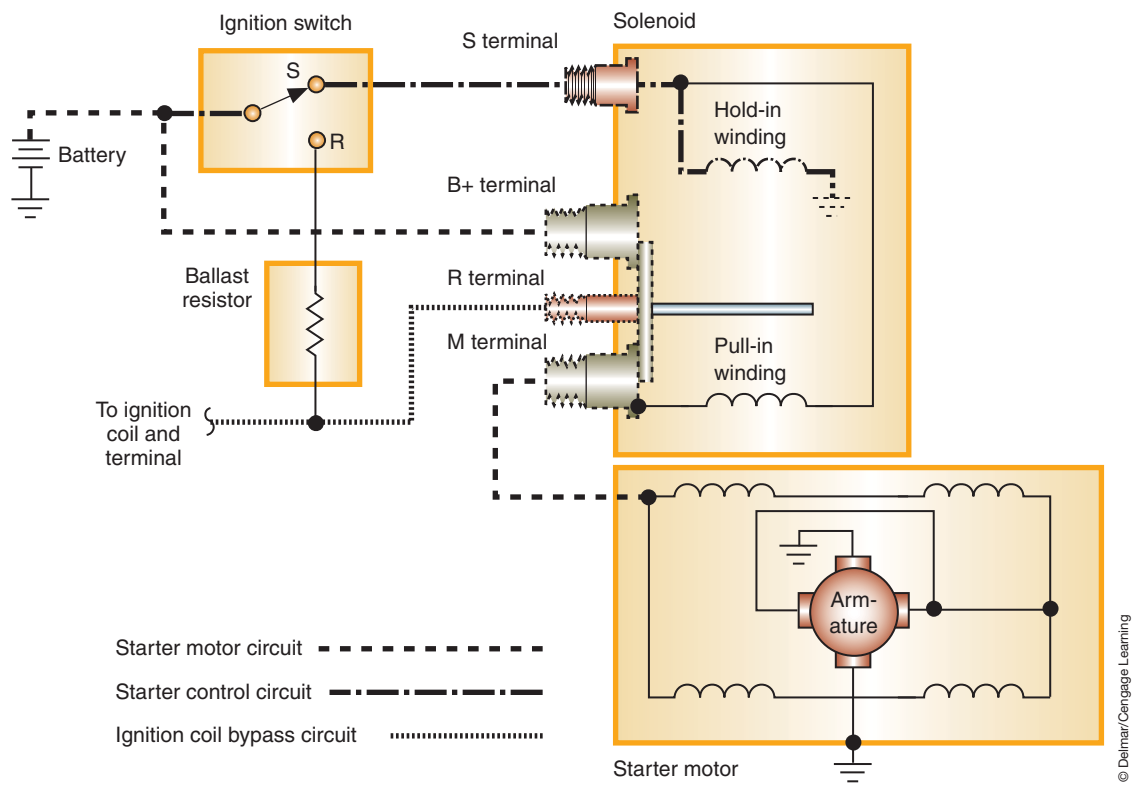 Ignition switch
Solenoid
S terminal
S
R
Battery
Hold-in
winding
B+ terminal
Ballast
resistor
R terminal
M terminal
Pull-in
winding
To ignition
coil and
terminal
Arm-
ature
Starter motor circuit
Starter control circuit
Ignition coil bypass circuit
Starter motor
© Delmar/Cengage Learning